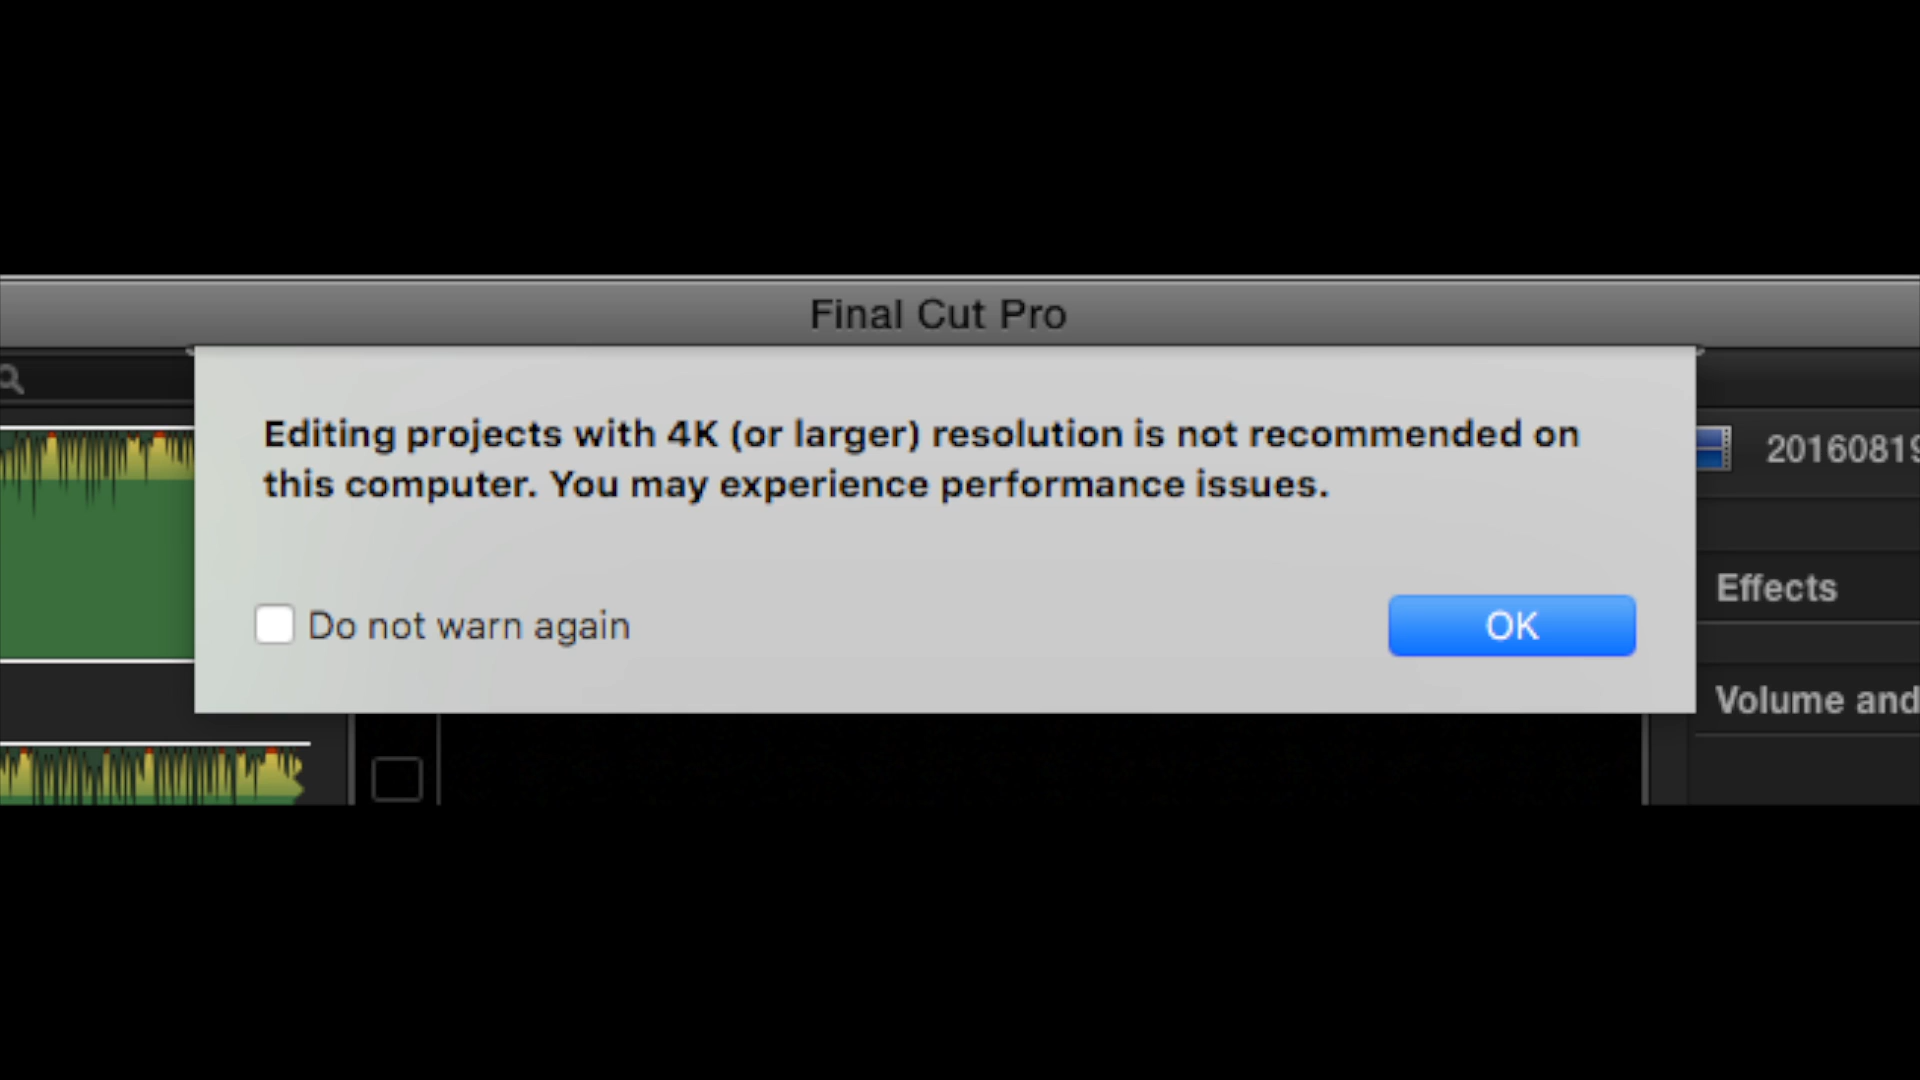 Final Cut Pro
Editing projects with 4K (or larger) resolution is not recommended on
this computer. You may experience performance issues.
Do not warn again
OK
20160819
Effects
Volume and